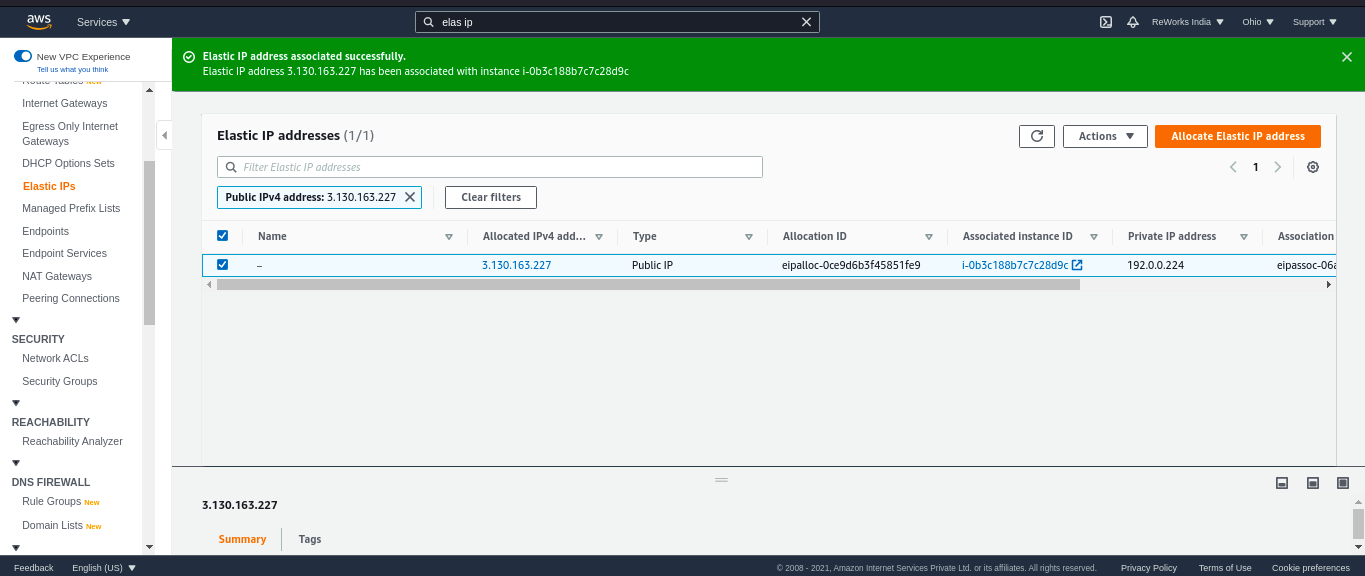 aws
Services
elas ip
ReWorks India
Ohio
Support
New VPC Experience
Tell us what you think
Elastic IP address associated successfully.
Elastic IP address 3.130.163.227 has been associated with instance i-0b3c188b7c7c28d9c
Route Tables New
Internet Gateways
Egress Only Internet
Gateways
DHCP Options Sets
Elastic IPs
Managed Prefix Lists
Endpoints
Endpoint Services
NAT Gateways
Peering Connections
SECURITY
Network ACLs
Security Groups
REACHABILITY
Reachability Analyzer
DNS FIREWALL
Rule Groups New
Domain Lists New
Elastic IP addresses (1/1)
Actions
Allocate Elastic IP address
Filter Elastic IP addresses
1
Public IPv4 address: 3.130.163.227
Clear filters
Name
Allocated IPv4 add...
Type
Allocation ID
Associated instance ID
Private IP address
Association
–
3.130.163.227
Public IP
eipalloc-0ce9d6b3f45851fe9
i-0b3c188b7c7c28d9c
192.0.0.224
eipassoc-06a
3.130.163.227
Summary
Tags
Feedback
English (US)
© 2008 - 2021, Amazon Internet Services Private Ltd. or its affiliates. All rights reserved.
Privacy Policy
Terms of Use
Cookie preferences